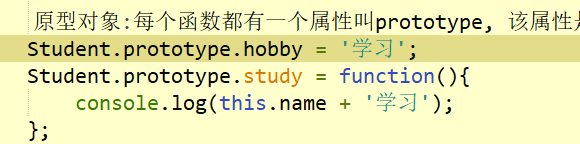 原型对象:每个函数都有一个属性叫prototype, 该属性
Student.prototype.hobby = '学习';
Student.prototype.study = function(){
    console.log(this.name + '学习');
};